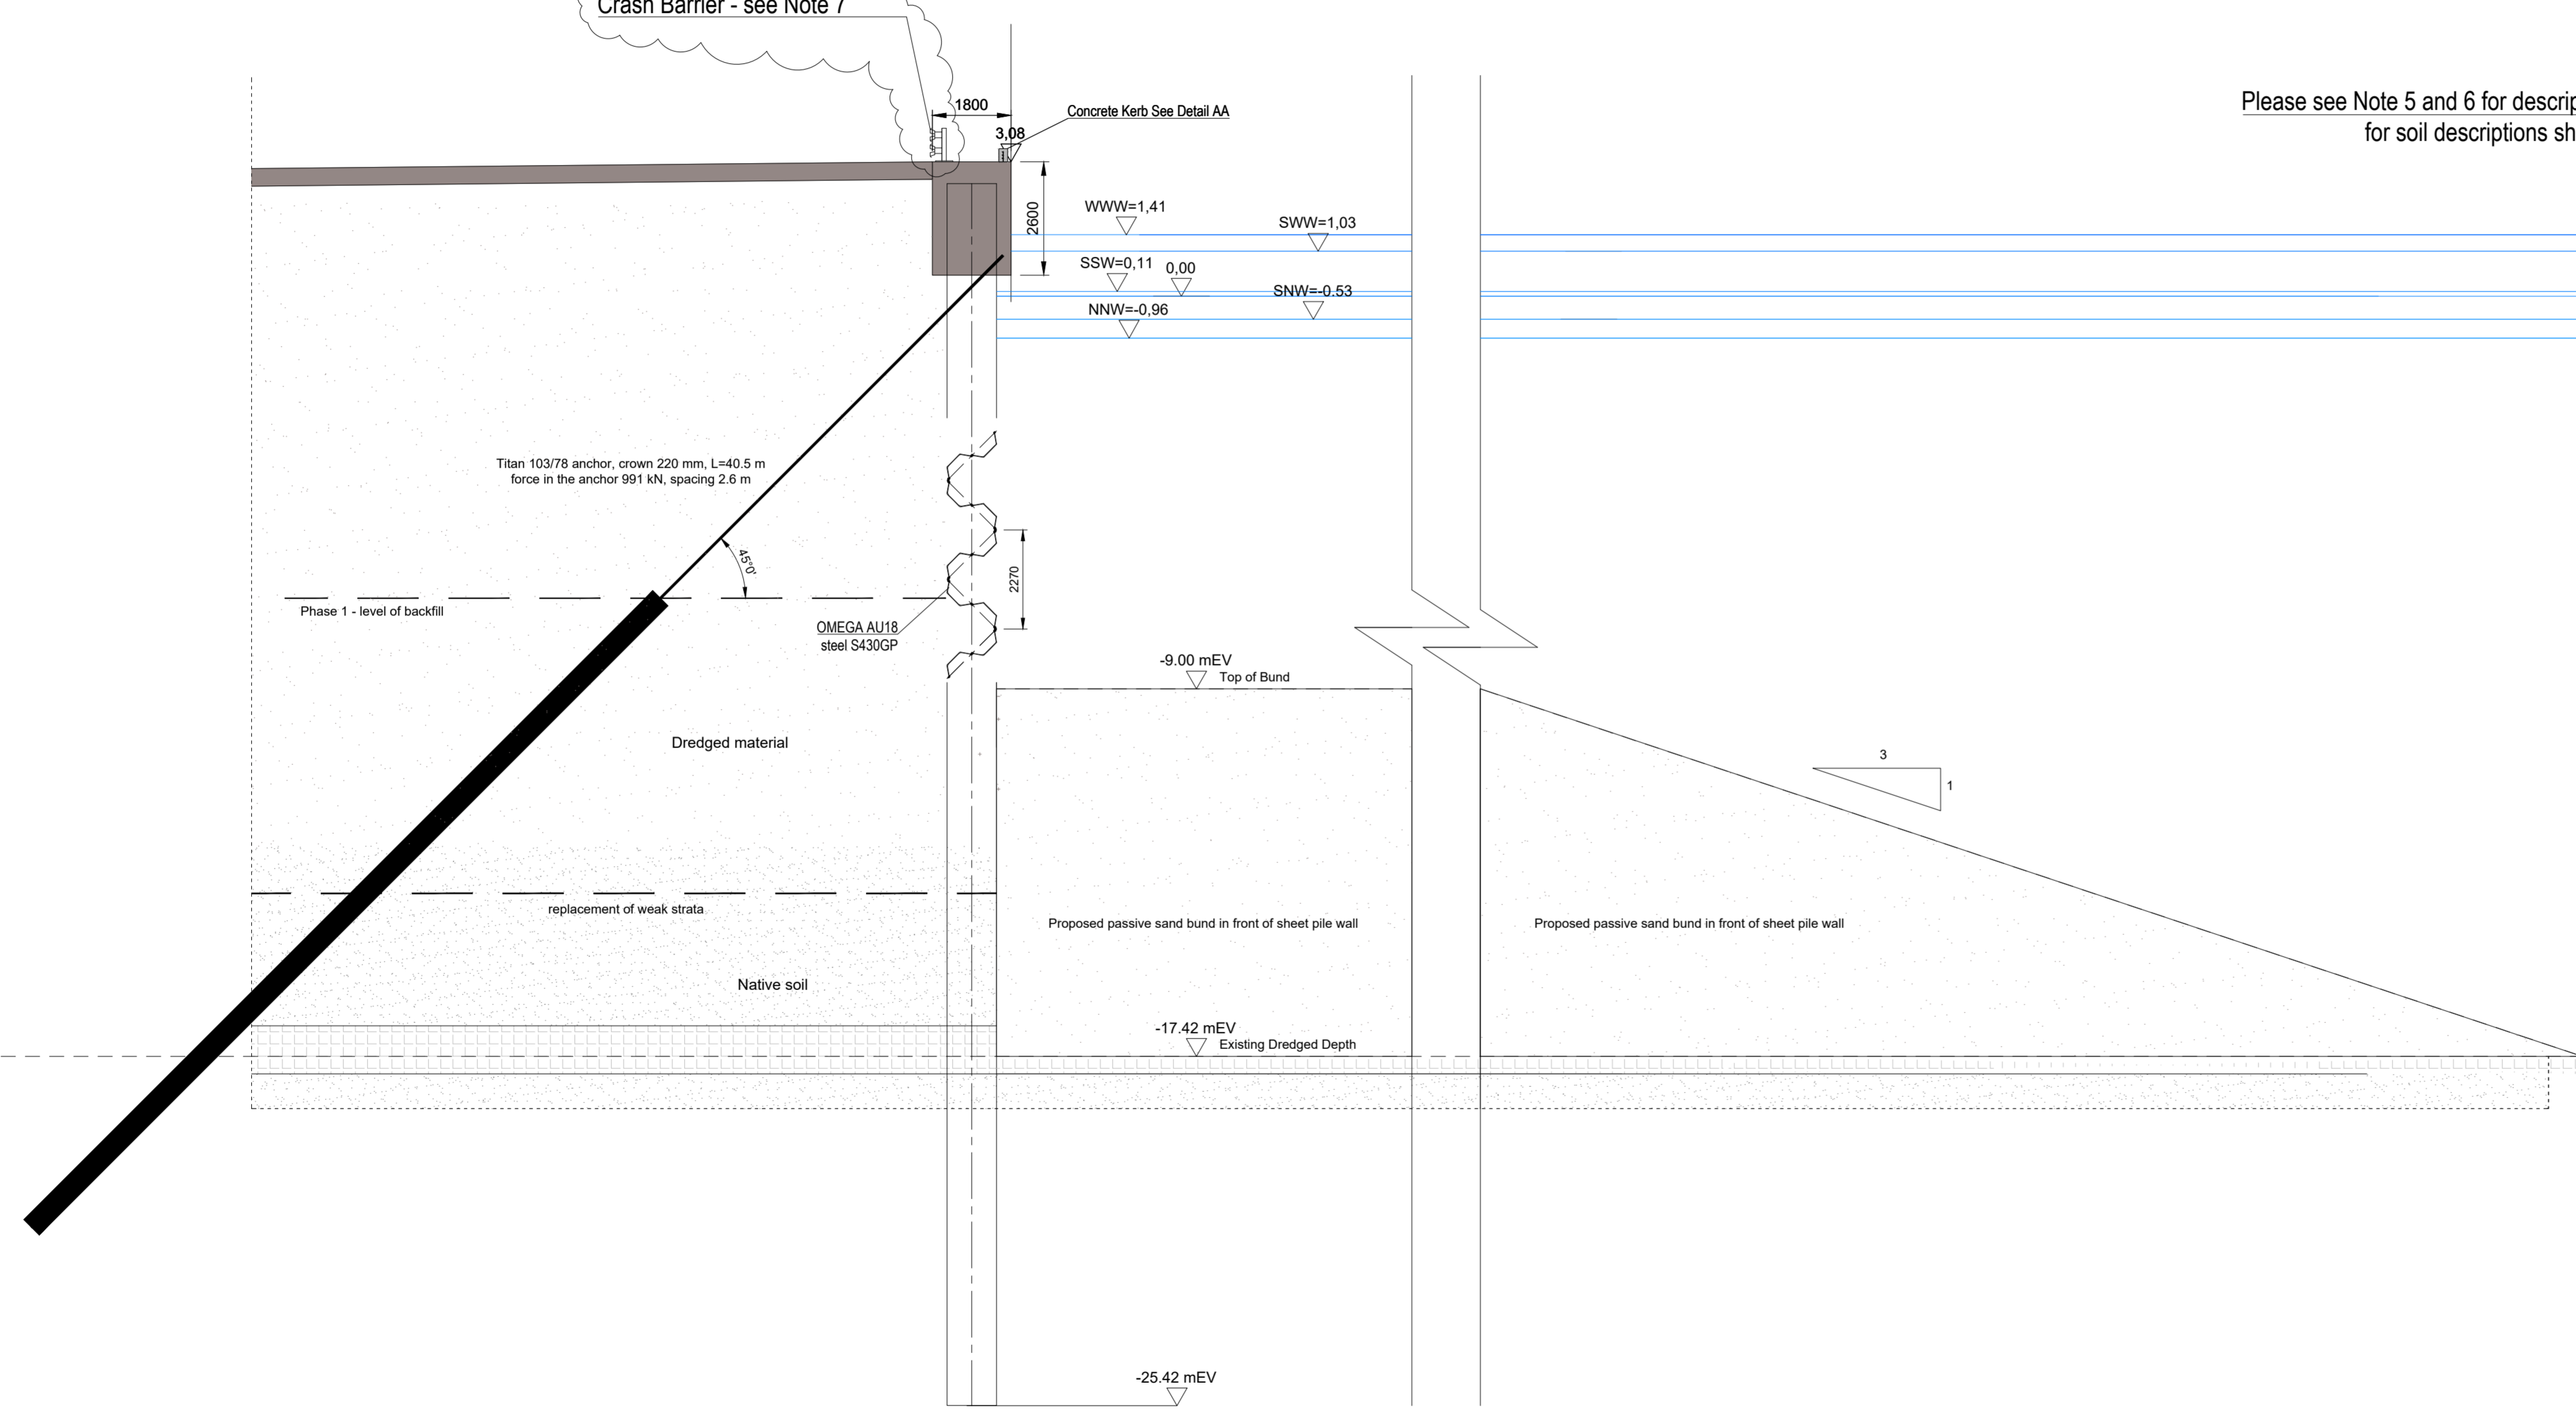 Crash Barrier - see Note 7
1800
Concrete Kerb See Detail AA
3,08
Please see Note 5 and 6 for descrip
for soil descriptions sh
2600
WWW=1,41
SWW=1,03
SSW=0,11
0,00
SNW=-0.53
NNW=-0,96
Titan 103/78 anchor, crown 220 mm, L=40.5 m
force in the anchor 991 kN, spacing 2.6 m
45°0'
2270
Phase 1 - level of backfill
OMEGA AU18
steel S430GP
-9.00 mEV
Top of Bund
Dredged material
3
1
replacement of weak strata
Proposed passive sand bund in front of sheet pile wall
Proposed passive sand bund in front of sheet pile wall
Native soil
-17.42 mEV
Existing Dredged Depth
-25.42 mEV